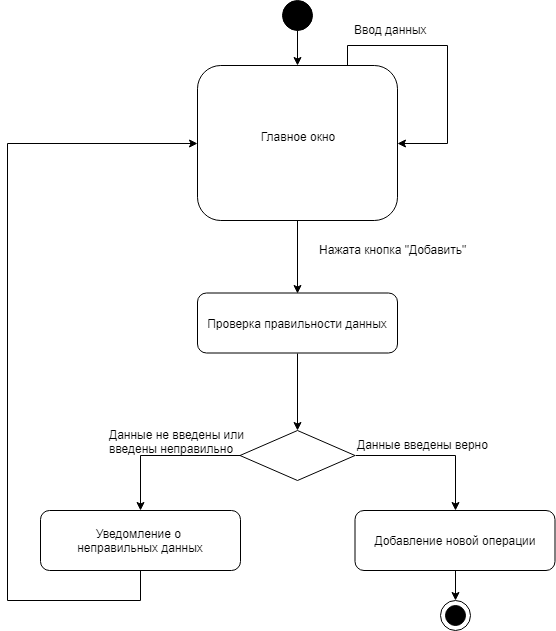 Ввод данных
Главное окно
Нажата кнопка "Добавить"
Проверка правильности данных
Данные не введены или
введены неправильно
Данные введены верно
Уведомление о
неправильных данных
Добавление новой операции